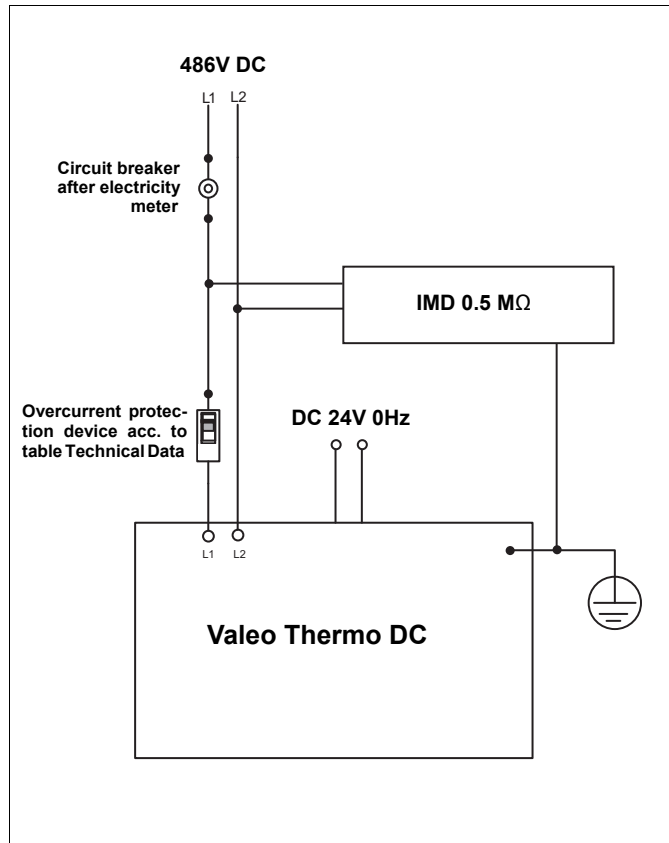 486V DC
L1 L2
Circuit breaker
after electricity
meter
IMD 0.5 MΩ
Overcurrent protec-
tion device acc. to
table Technical Data
DC 24V 0Hz
L1 L2
Valeo Thermo DC